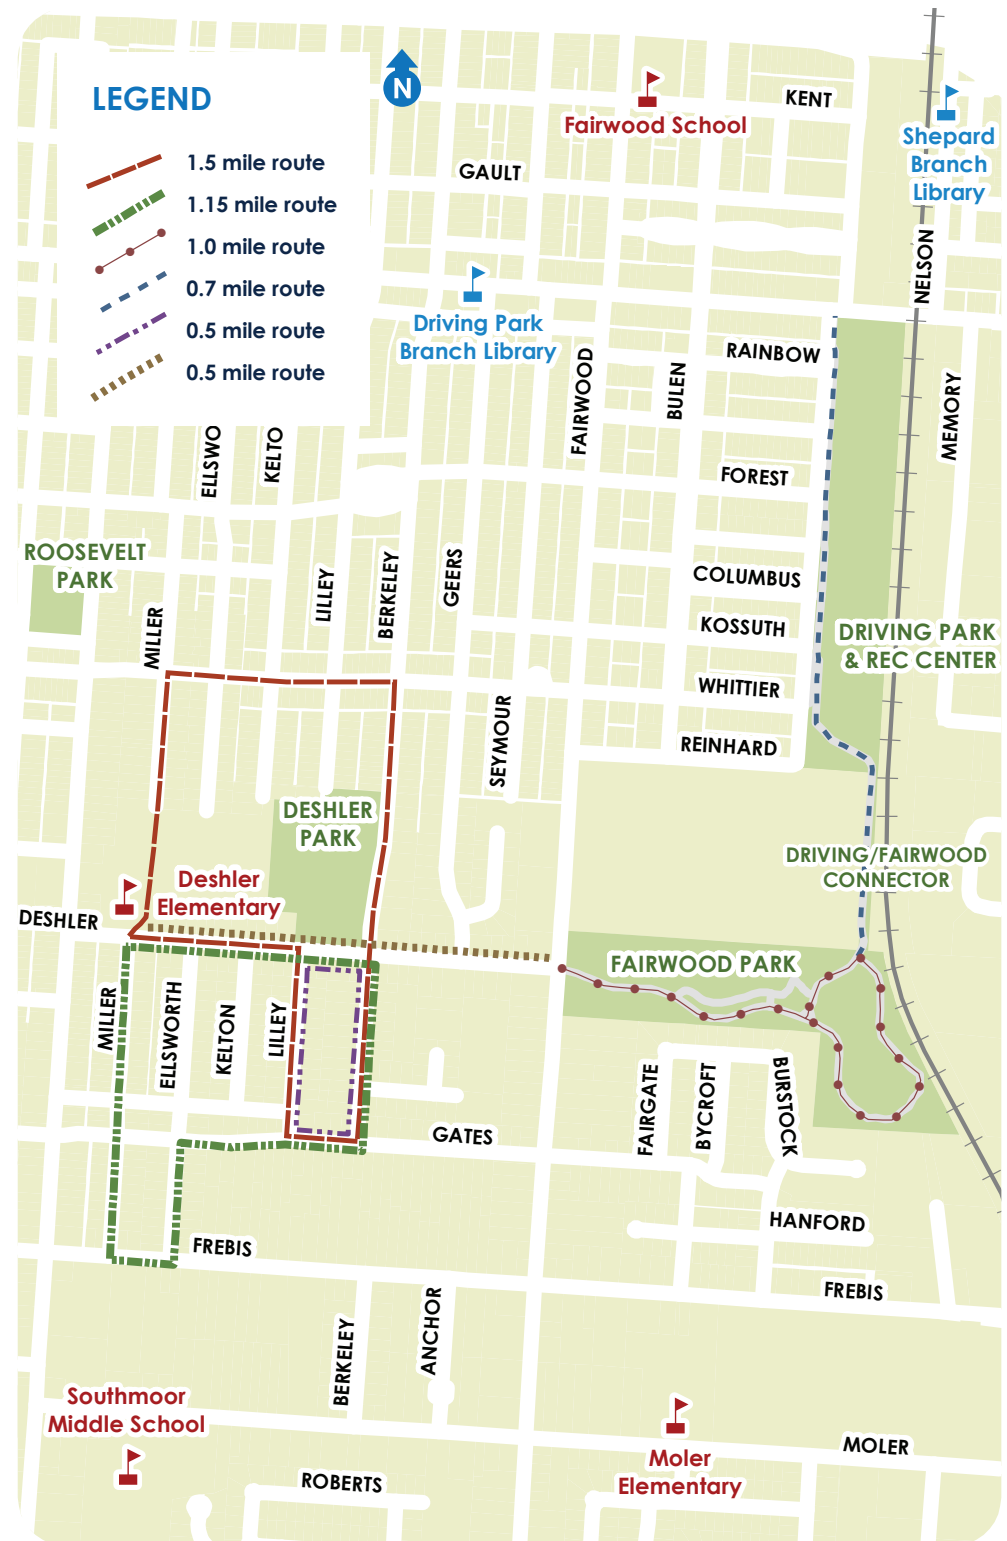 LEGEND
1.5 mile route
1.15 mile route
1.0 mile route
0.7 mile route
0.5 mile route
0.5 mile route
N
KENT
Fairwood School
Shepard
Branch
Library
GAULT
NELSON
Driving Park
Branch Library
RAINBOW
FAIRWOOD
BULEN
MEMORY
ELLSWO
KELTO
FOREST
ROOSEVELT
PARK
MILLER
LILLEY
BERKELEY
GEERS
COLUMBUS
KOSSUTH
DRIVING PARK
& REC CENTER
WHITTIER
SEYMOUR
REINHARD
DESHLER
PARK
DRIVING/FAIRWOOD
CONNECTOR
Deshler
Elementary
DESHLER
FAIRWOOD PARK
MILLER
ELLSWORTH
KELTON
LILLEY
FAIRGATE
BYCROFT
BURSTOCK
GATES
HANFORD
FREBIS
FREBIS
BERKELEY
ANCHOR
Southmoor
Middle School
MOLER
Moler
Elementary
ROBERTS